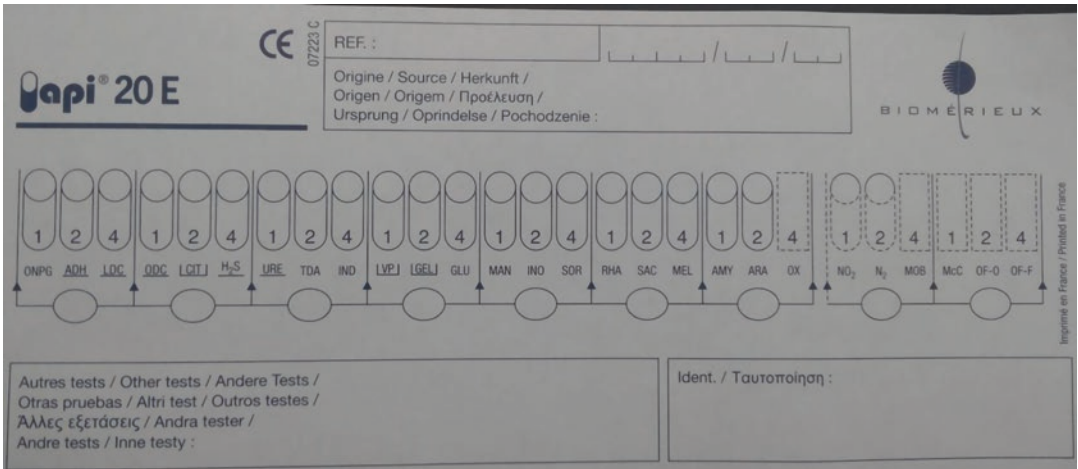 CE
07223 C
REF. :
/ /
api® 20 E
Origine / Source / Herkunft /
Origen / Origem / Προέλευση /
Ursprung / Oprindelse / Pochodzenie :
BIOMÉRIEUX
1 2 4 1 2 4 1 2 4 1 2 4 1 2 4 1 2 4 1 2 4 1 2 4 1 2 4
ONPG ADH LDC ODC |CIT| H₂S URE TDA IND |VP| |GEL| GLU MAN INO SOR RHA SAC MEL AMY ARA OX NO₂ N₂ MOB McC OF-O OF-F
Imprimé en France / Printed in France
Autres tests / Other tests / Andere Tests /
Otras pruebas / Altri test / Outros testes /
Άλλες εξετάσεις / Andra tester /
Andre tests / Inne testy :
Ident. / Ταυτοποίηση :